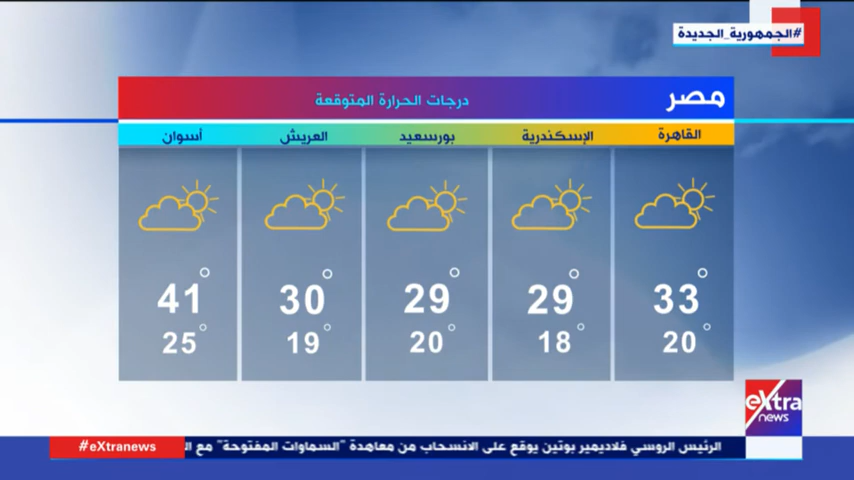 #الجمهورية_الجديدة
مصر درجات الحرارة المتوقعة
القاهرة الإسكندرية بورسعيد العريش أسوان
33° 29° 29° 30° 41°
20° 18° 20° 19° 25°
eXtra
news
الرئيس الروسي فلاديمير بوتين يوقع على الانسحاب من معاهدة "السماوات المفتوحة" مع ال
#eXtranews